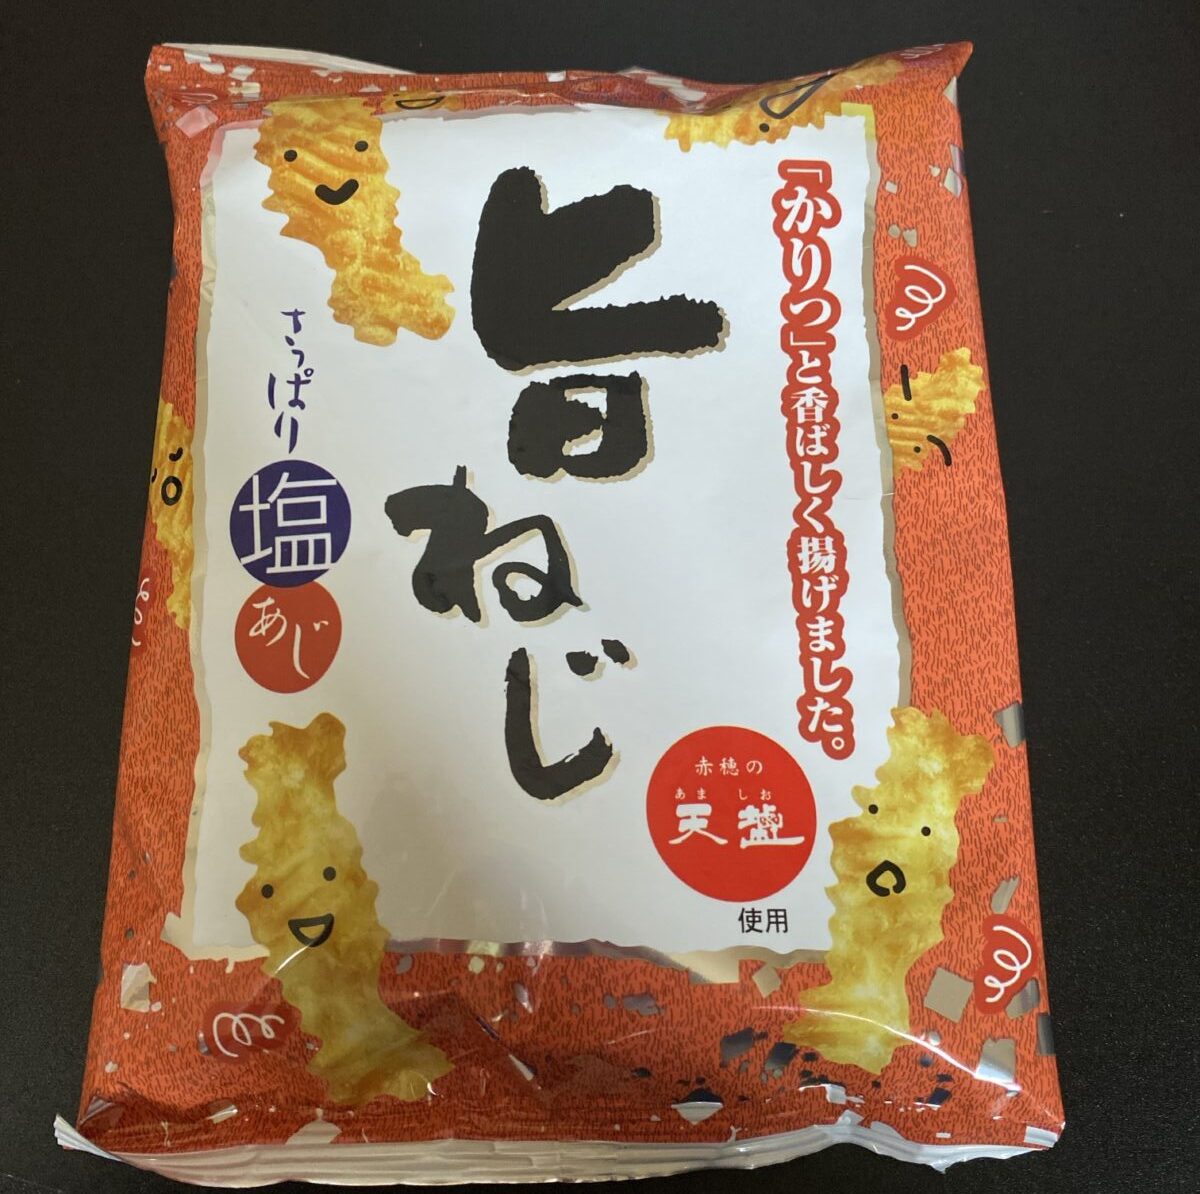 『かりっ』と香ばしく揚げました。
旨
ねじ
さっぱり
塩
あじ
赤穂の
あましお
天塩
使用